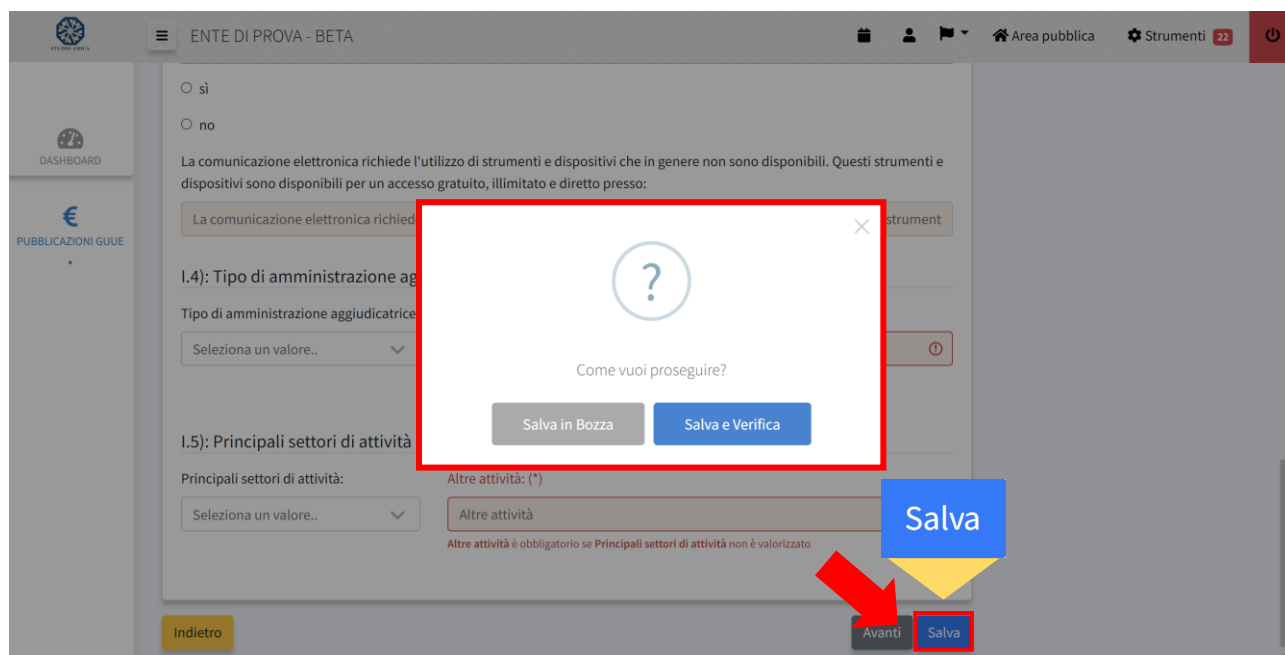 STUDIO AMICA
ENTE DI PROVA - BETA
Area pubblica
Strumenti 22
DASHBOARD
PUBBLICAZIONI GUUE
sì
no
La comunicazione elettronica richiede l'utilizzo di strumenti e dispositivi che in genere non sono disponibili. Questi strumenti e
dispositivi sono disponibili per un accesso gratuito, illimitato e diretto presso:
La comunicazione elettronica richied
strument
I.4): Tipo di amministrazione ag
Tipo di amministrazione aggiudicatrice
Seleziona un valore..
?
Come vuoi proseguire?
Salva in Bozza
Salva e Verifica
I.5): Principali settori di attività
Principali settori di attività:
Altre attività: (*)
Seleziona un valore..
Altre attività
Altre attività è obbligatorio se Principali settori di attività non è valorizzato
Salva
Indietro
Avanti
Salva